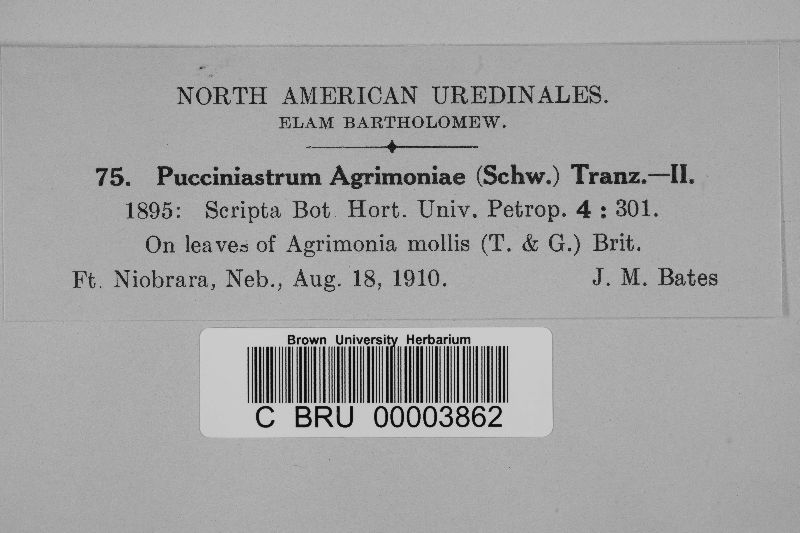 NORTH AMERICAN UREDINALES.
ELAM BARTHOLOMEW.
75. Pucciniastrum Agrimoniae (Schw.) Tranz.—II.
1895: Scripta Bot. Hort. Univ. Petrop. 4 : 301.
On leaves of Agrimonia mollis (T. & G.) Brit.
Ft. Niobrara, Neb., Aug. 18, 1910. J. M. Bates
Brown University Herbarium
C BRU 00003862